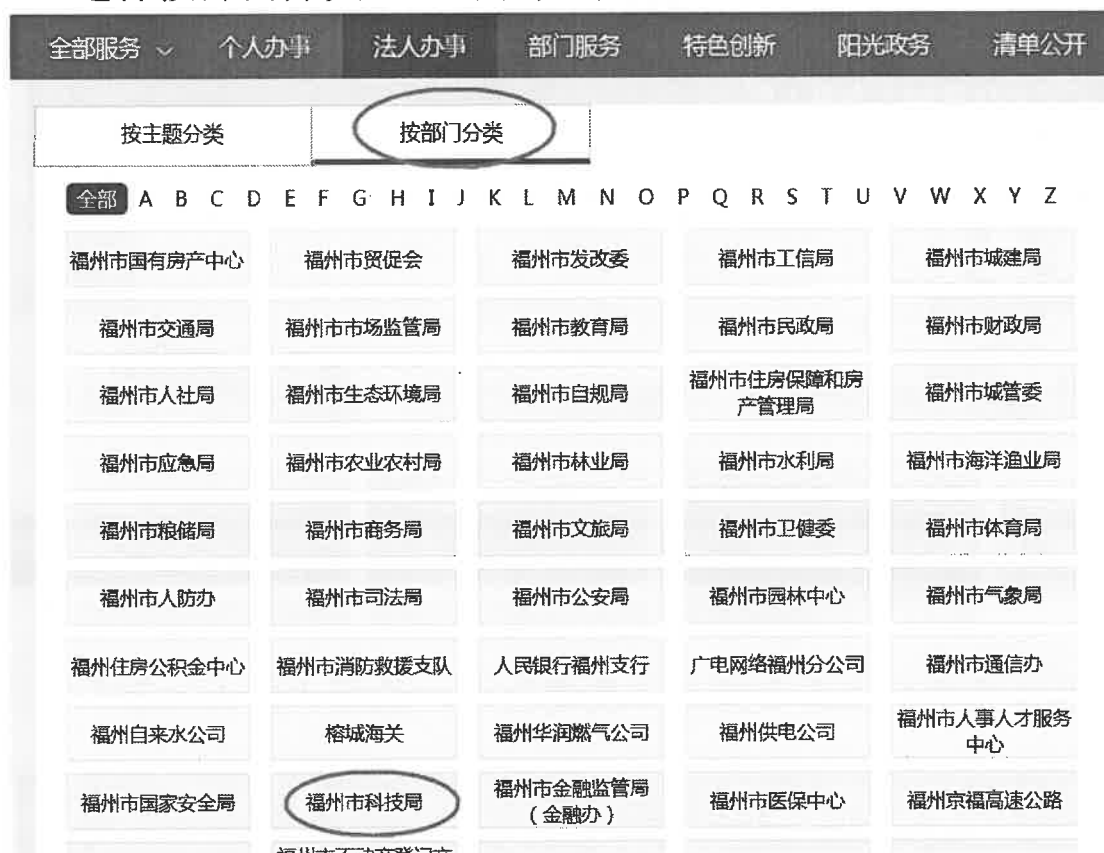 全部服务 个人办事 法人办事 部门服务 特色创新 阳光政务 清单公开
按主题分类 按部门分类
全部 A B C D E F G H I J K L M N O P Q R S T U V W X Y Z
福州市国有房产中心 福州市贸促会 福州市发改委 福州市工信局 福州市城建局
福州市交通局 福州市市场监管局 福州市教育局 福州市民政局 福州市财政局
福州市人社局 福州市生态环境局 福州市自规局 福州市住房保障和房产管理局 福州市城管委
福州市应急局 福州市农业农村局 福州市林业局 福州市水利局 福州市海洋渔业局
福州市粮储局 福州市商务局 福州市文旅局 福州市卫健委 福州市体育局
福州市人防办 福州市司法局 福州市公安局 福州市园林中心 福州市气象局
福州住房公积金中心 福州市消防救援支队 人民银行福州支行 广电网络福州分公司 福州市通信办
福州自来水公司 榕城海关 福州华润燃气公司 福州供电公司 福州市人事人才服务中心
福州市国家安全局 福州市科技局 福州市金融监管局（金融办） 福州市医保中心 福州京福高速公路